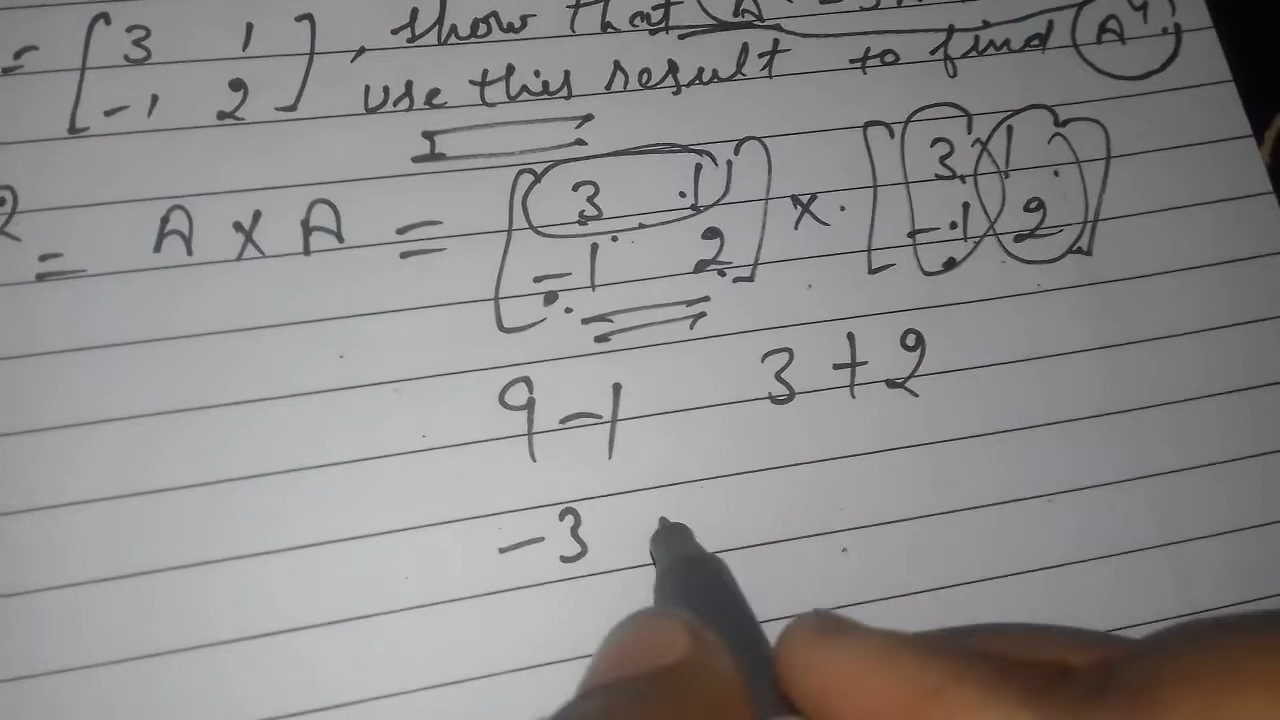 = [ 3 1 ] , show that
[ -1 2 ] use this result to find A⁴.
2 = A × A = [ 3 1 ] × [ 3 1 ]
[ -1 2 ] [ -1 2 ]
9 - 1 3 + 2
- 3